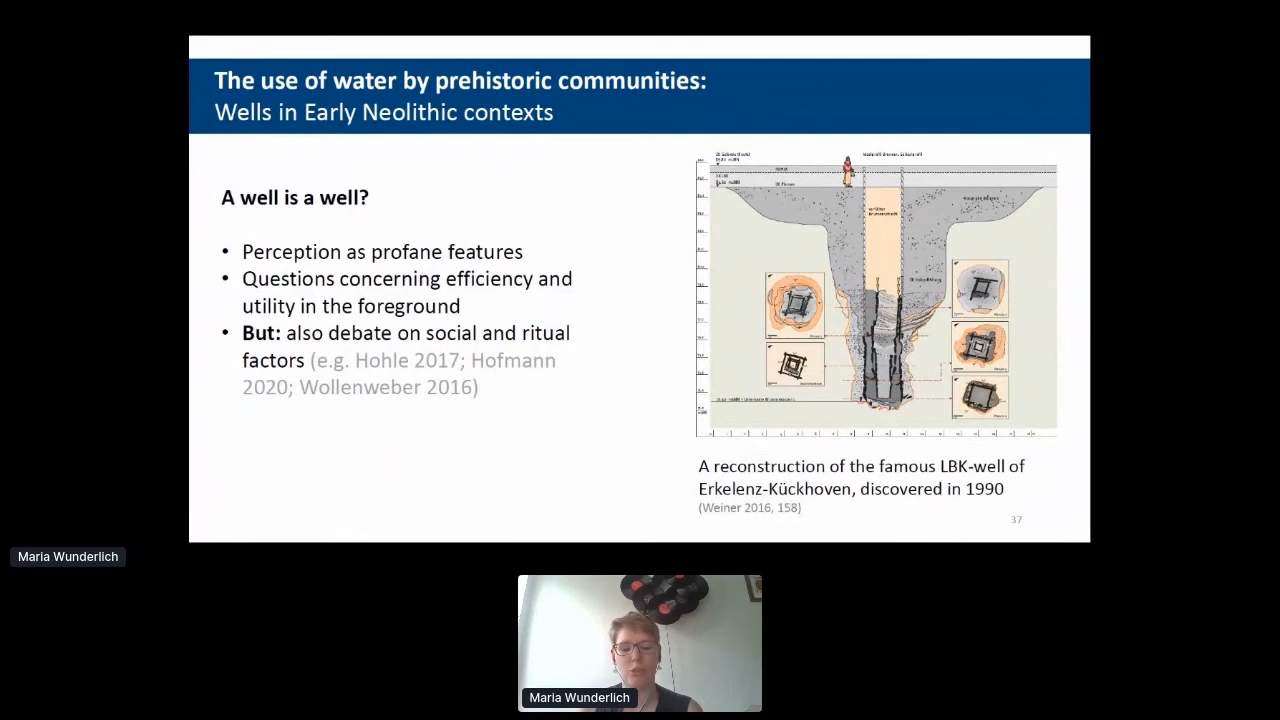 The use of water by prehistoric communities:
Wells in Early Neolithic contexts
A well is a well?
• Perception as profane features
• Questions concerning efficiency and
utility in the foreground
• But: also debate on social and ritual
factors (e.g. Hohle 2017; Hofmann
2020; Wollenweber 2016)
A reconstruction of the famous LBK-well of
Erkelenz-Kückhoven, discovered in 1990
(Weiner 2016, 158)
37
Maria Wunderlich
Maria Wunderlich